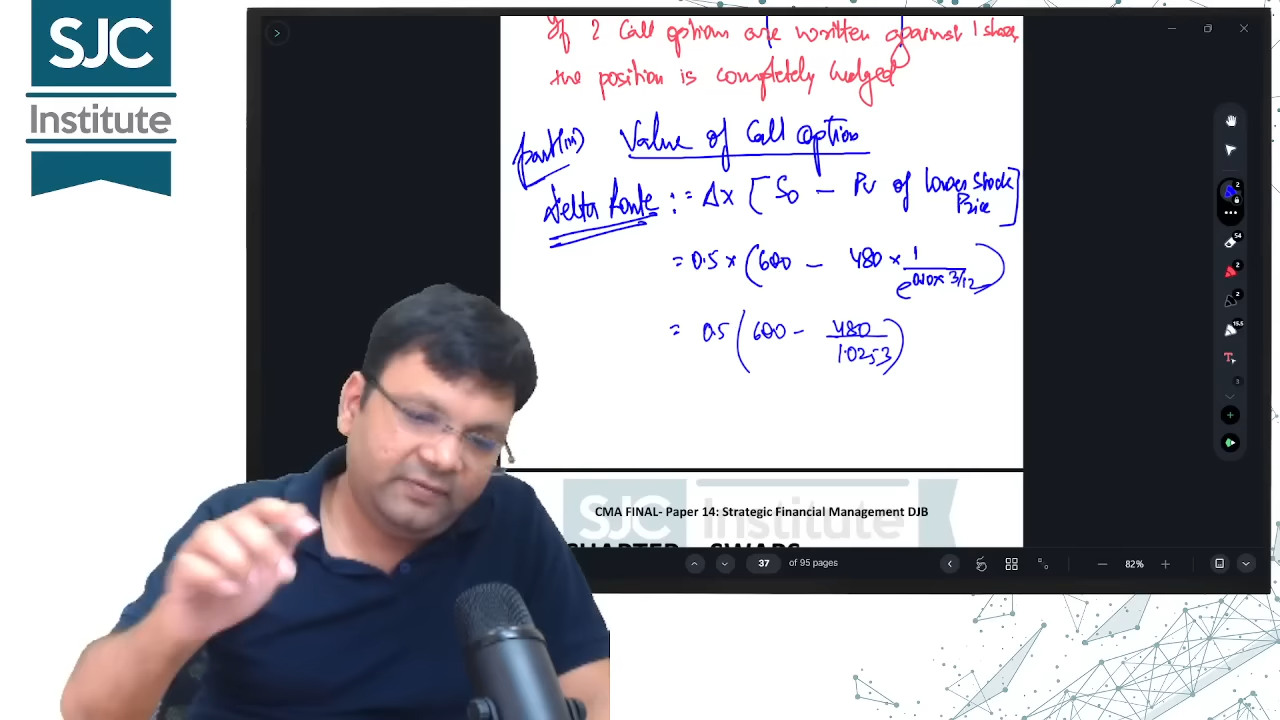 SJC
Institute
If 2 Call options are written against 1 share,
the position is completely hedged
part(iii) Value of Call Option
Delta Route := Δ× [S0 − PV of lower Stock Price]
= 0.5 × (600 − 480 × 1/e^0.10×3/12)
= 0.5 (600 − 480/1.0253)
SJC
Institute
CMA FINAL- Paper 14: Strategic Financial Management DJB
37 of 95 pages
82%